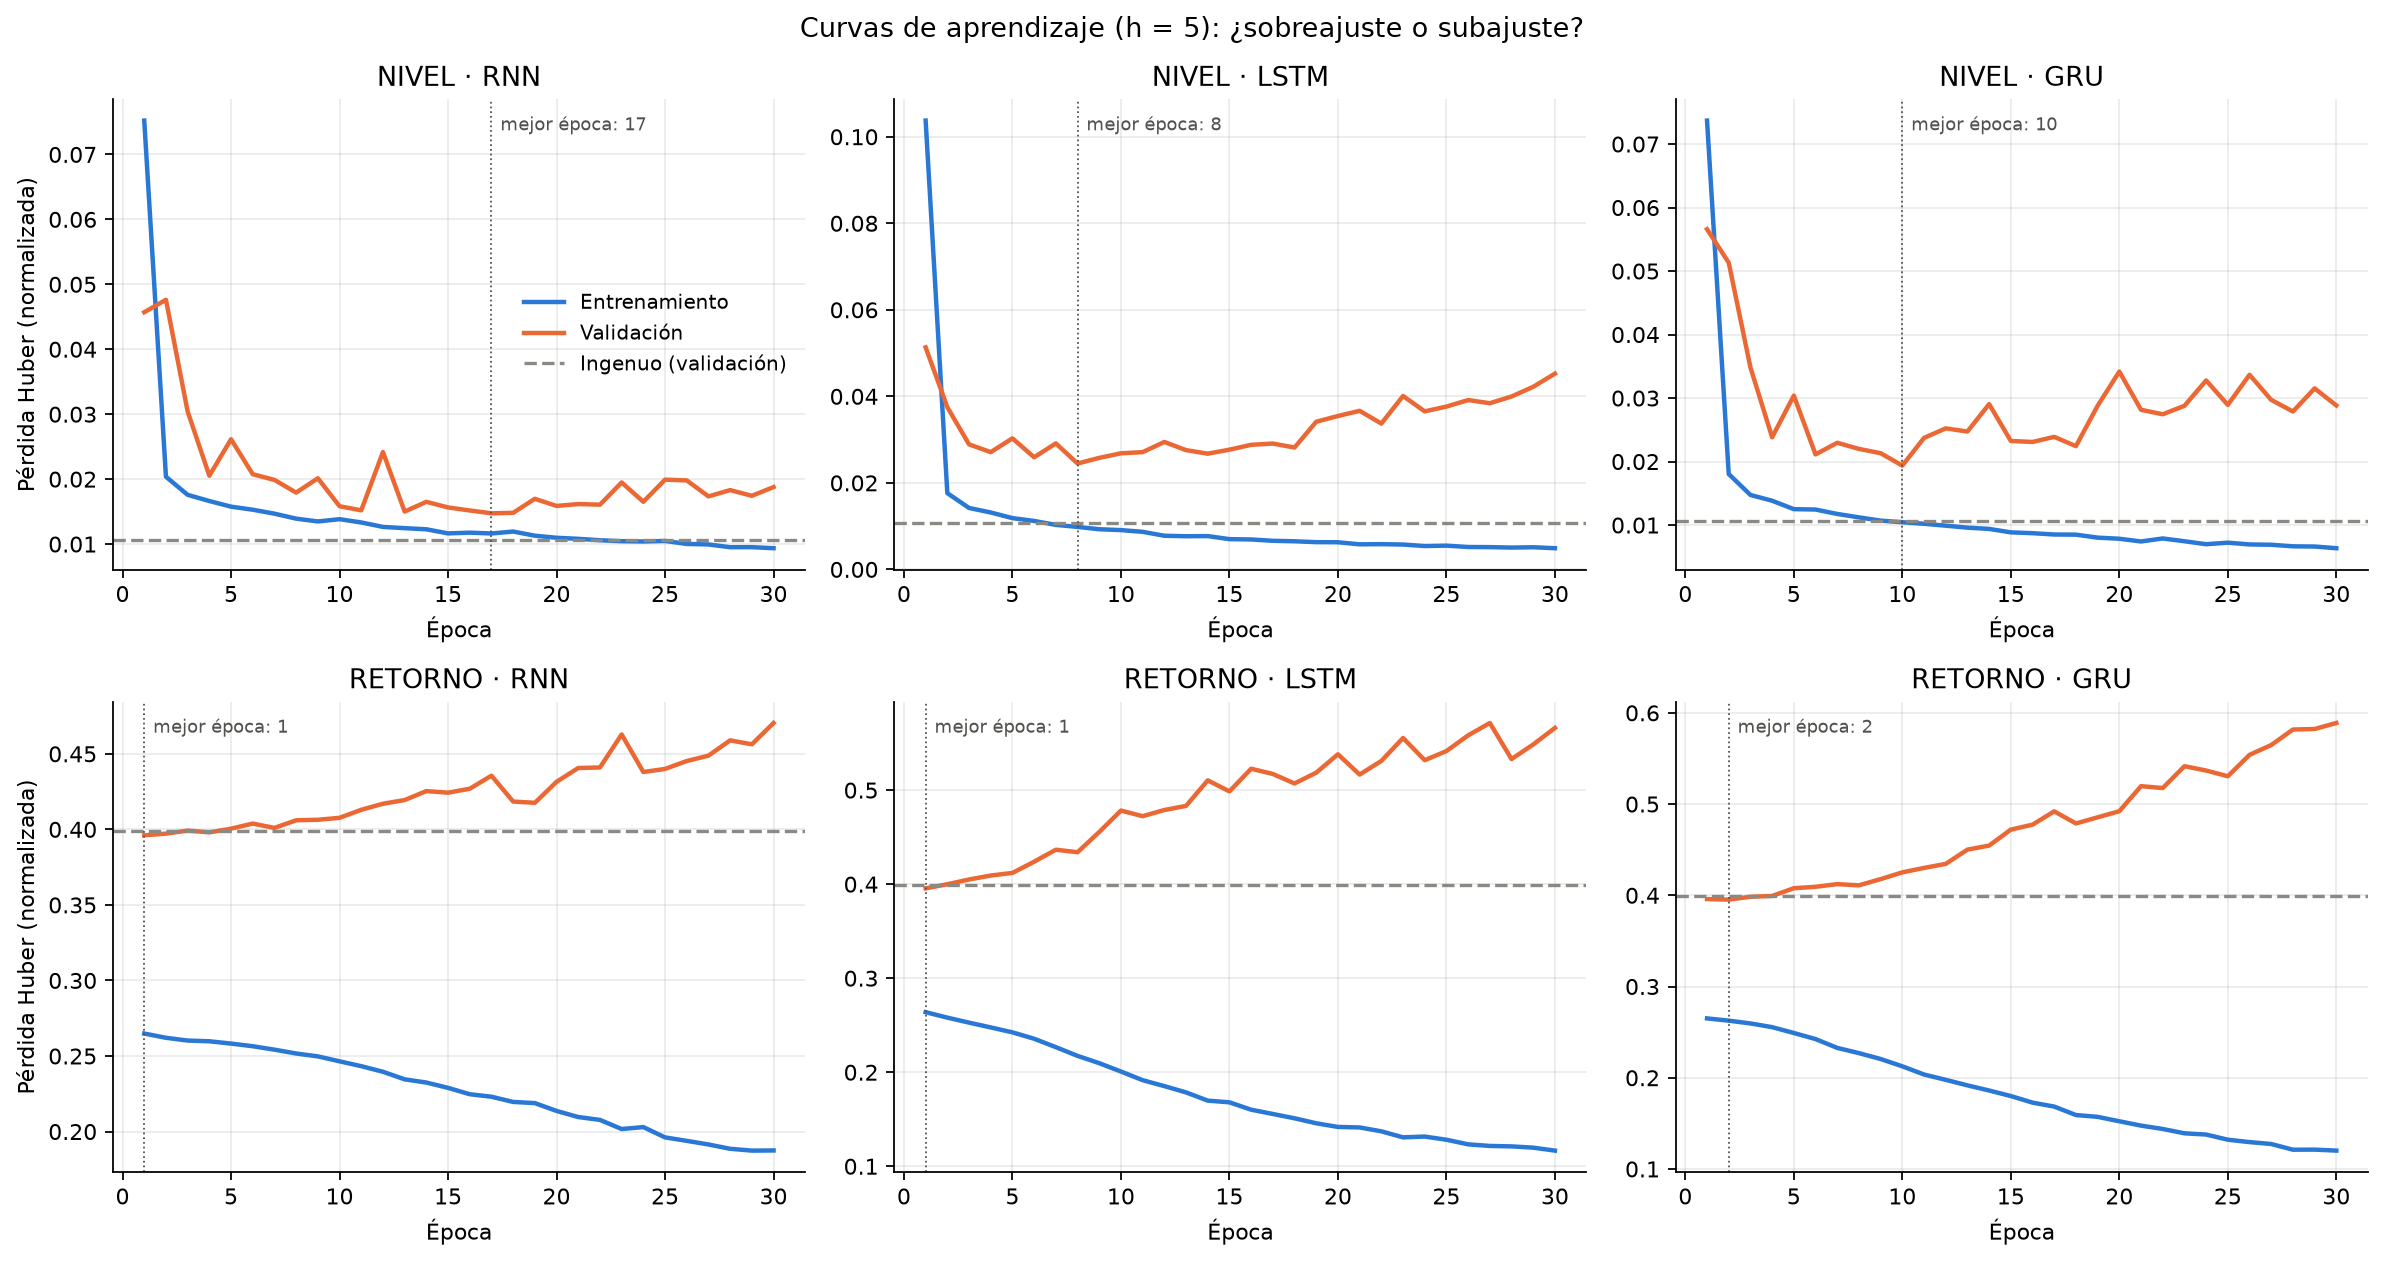 Curvas de aprendizaje (h = 5): ¿sobreajuste o subajuste?
NIVEL · RNN
Pérdida Huber (normalizada)
0.07
0.06
0.05
0.04
0.03
0.02
0.01
mejor época: 17
Entrenamiento
Validación
Ingenuo (validación)
0 5 10 15 20 25 30
Época
NIVEL · LSTM
0.10
0.08
0.06
0.04
0.02
0.00
mejor época: 8
0 5 10 15 20 25 30
Época
NIVEL · GRU
0.07
0.06
0.05
0.04
0.03
0.02
0.01
mejor época: 10
0 5 10 15 20 25 30
Época
RETORNO · RNN
Pérdida Huber (normalizada)
0.45
0.40
0.35
0.30
0.25
0.20
mejor época: 1
0 5 10 15 20 25 30
Época
RETORNO · LSTM
0.5
0.4
0.3
0.2
0.1
mejor época: 1
0 5 10 15 20 25 30
Época
RETORNO · GRU
0.6
0.5
0.4
0.3
0.2
0.1
mejor época: 2
0 5 10 15 20 25 30
Época